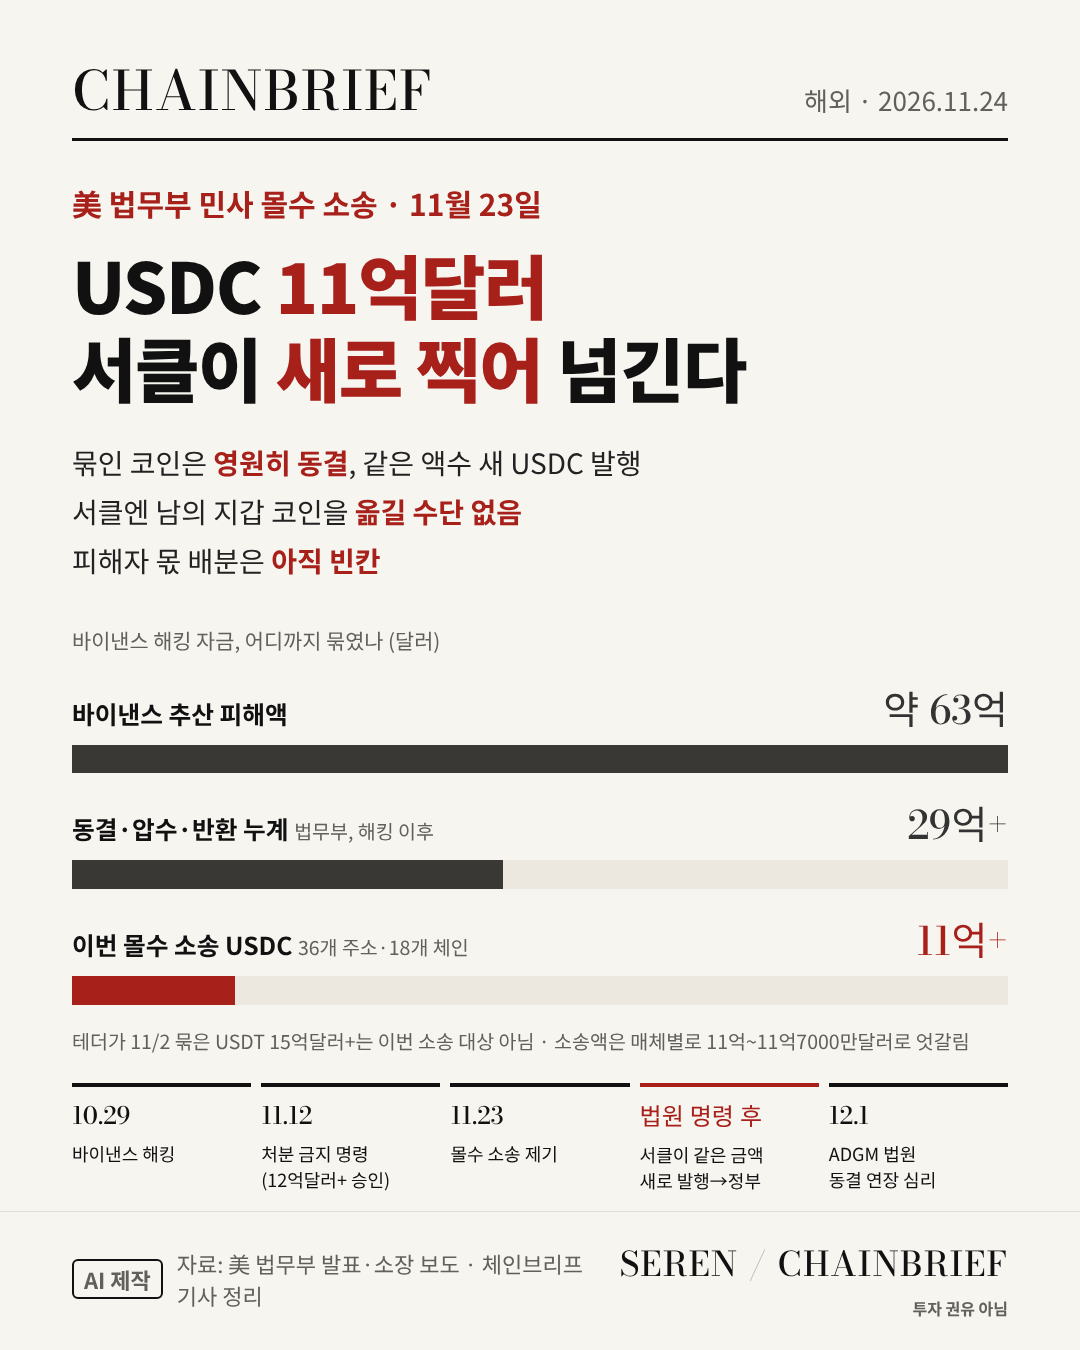 CHAINBRIEF
해외 · 2026.11.24
美 법무부 민사 몰수 소송 · 11월 23일
USDC 11억달러
서클이 새로 찍어 넘긴다
묶인 코인은 영원히 동결, 같은 액수 새 USDC 발행
서클엔 남의 지갑 코인을 옮길 수단 없음
피해자 몫 배분은 아직 빈칸
바이낸스 해킹 자금, 어디까지 묶였나 (달러)
바이낸스 추산 피해액
약 63억
동결·압수·반환 누계 법무부, 해킹 이후
29억+
이번 몰수 소송 USDC 36개 주소·18개 체인
11억+
테더가 11/2 묶은 USDT 15억달러+는 이번 소송 대상 아님 · 소송액은 매체별로 11억~11억7000만달러로 엇갈림
10.29
바이낸스 해킹
11.12
처분 금지 명령
(12억달러+ 승인)
11.23
몰수 소송 제기
법원 명령 후
서클이 같은 금액
새로 발행→정부
12.1
ADGM 법원
동결 연장 심리
AI 제작
자료: 美 법무부 발표·소장 보도 · 체인브리프
기사 정리
SEREN / CHAINBRIEF
투자 권유 아님